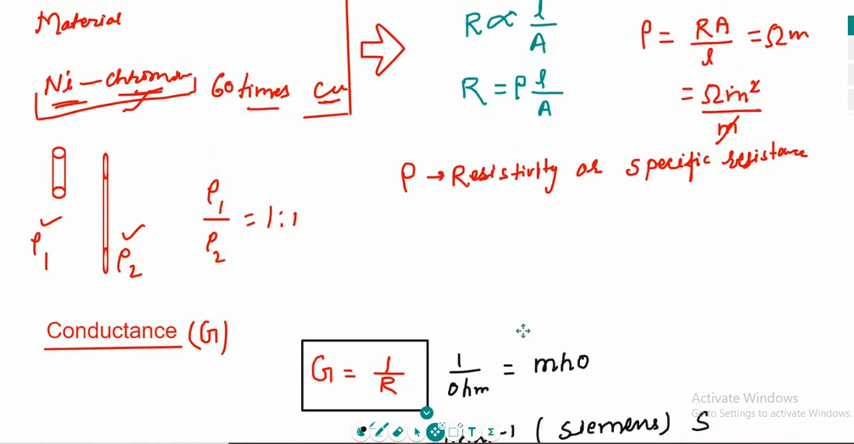 Material
Ni-chrome 60 times Cu
R ∝ l/A
R = ρ l/A
ρ = RA/l = Ωm
= Ωm²/m
ρ → Resistivity or specific resistance
ρ₁ ρ₂
ρ₁/ρ₂ = 1:1
Conductance (G)
G = 1/R
1/ohm = mho
-1 (siemens) S
Activate Windows
Go to Settings to activate Windows.